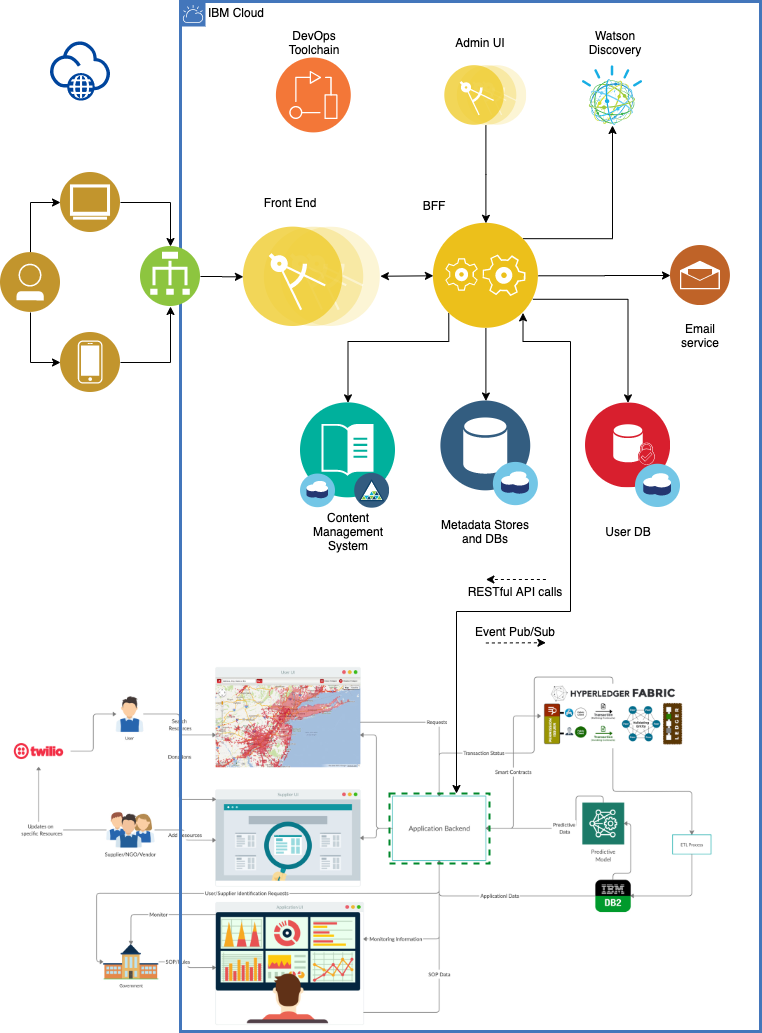 IBM Cloud
DevOps
Toolchain
Admin UI
Watson
Discovery
Front End
BFF
Email
service
Content
Management
System
Metadata Stores
and DBs
User DB
RESTful API calls
Event Pub/Sub
User UI
HYPERLEDGER FABRIC
LEDGER
Search
Resources
Requests
User
twilio
Donations
Transaction Status
Smart Contracts
Supplier UI
Updates on
specific Resources
Add Resources
Supplier/NGO/Vendor
Application Backend
Predictive
Data
Predictive
Model
ETL Process
User/Supplier Identification Requests
Application Data
IBM
DB2
Application UI
Monitor
Monitoring Information
SOP/Rules
SOP Data
Government